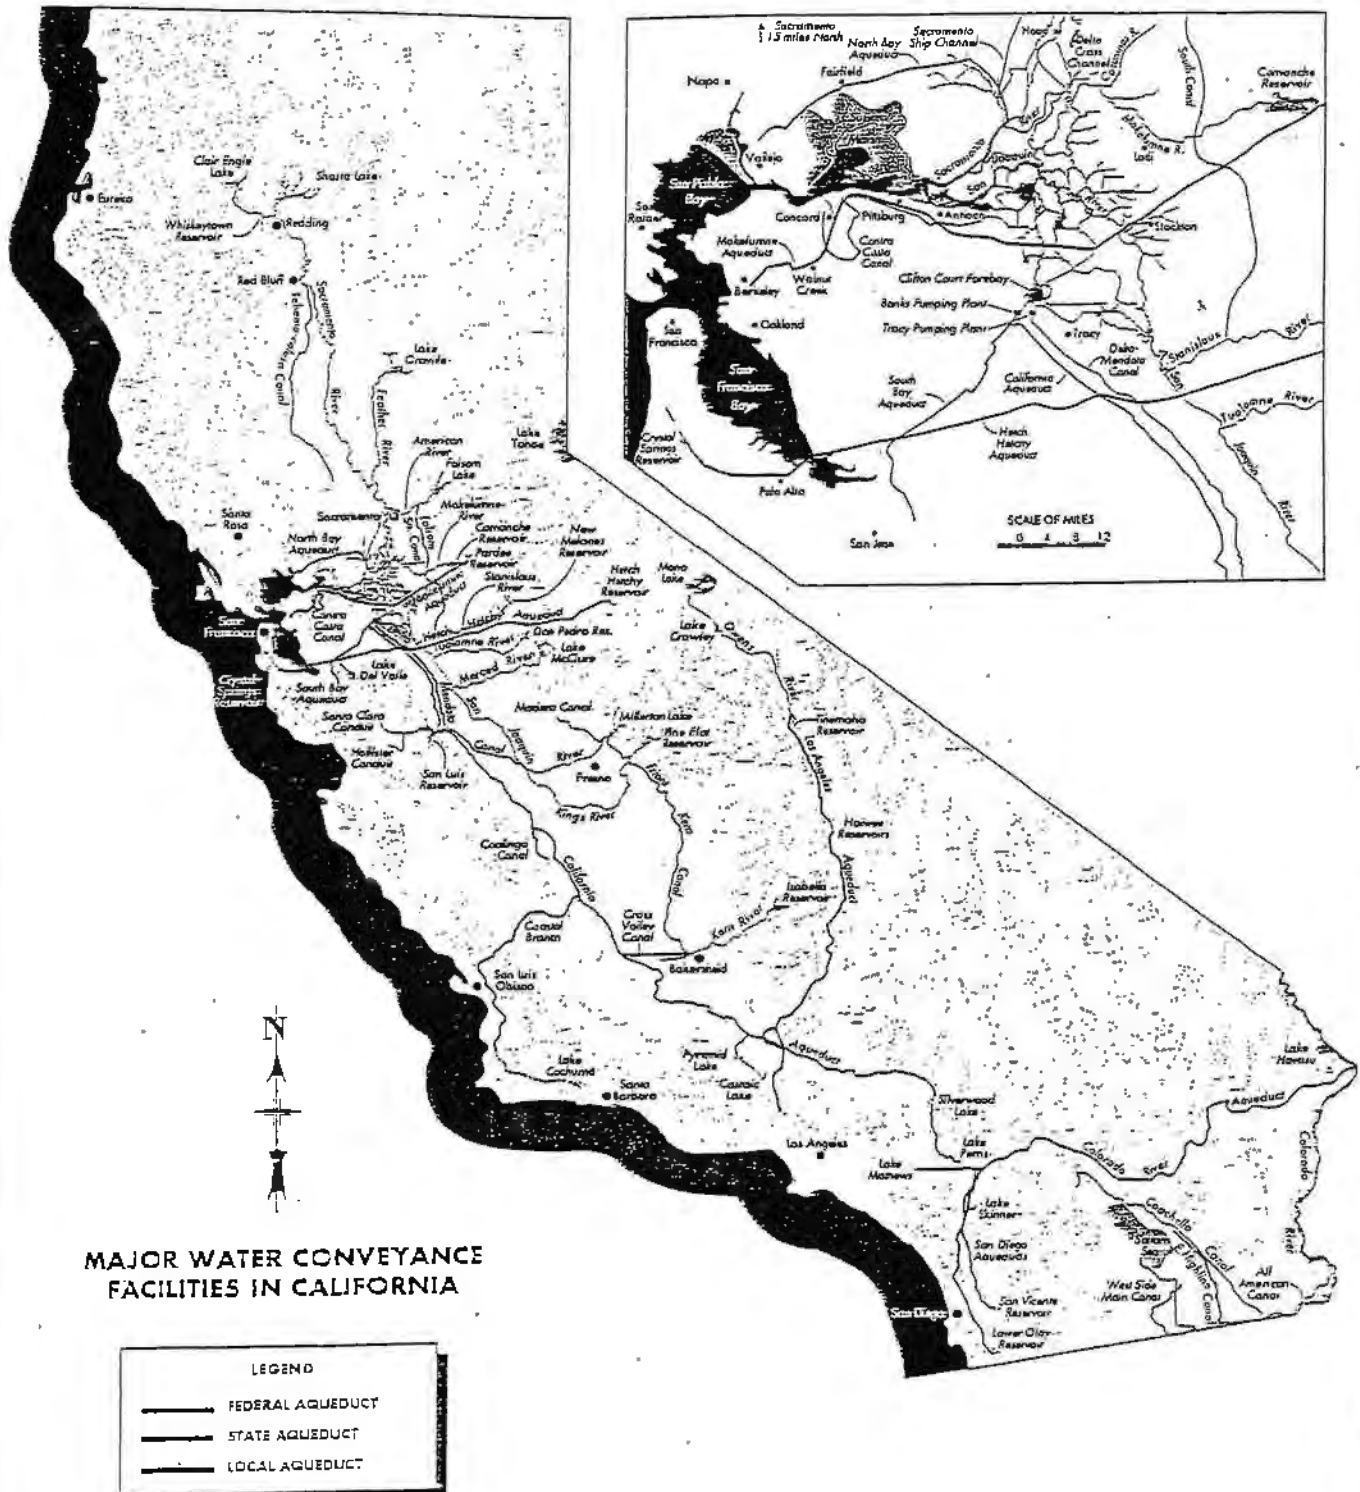 Clair Engle
Lake
Shasta Lake
Eureka
Whiskeytown
Reservoir
Redding
Red Bluff
Tehama-Colusa Canal
Sacramento
River
Lake
Oroville
Feather
River
American
River
Folsom
Lake
Lake
Tahoe
Santa
Rosa
Sacramento
Folsom
So. Canal
Mokelumne
River
Camanche
Reservoir
Pardee
Reservoir
New
Melones
Reservoir
Stanislaus
River
North Bay
Aqueduct
Mokelumne
Aqueduct
Hetch
Hetchy
Reservoir
Mono
Lake
San
Francisco
Contra
Costa
Canal
Hetch Hetchy Aqueduct
Tuolumne River
Don Pedro Res.
Lake
McClure
Merced River
Lake
Crowley
Owens
River
Crystal
Springs
Reservoir
South Bay
Aqueduct
Lake
Del Valle
Mendota
Canal
San
Joaquin
River
Madera Canal
Millerton Lake
Pine Flat
Reservoir
Tinemaha
Reservoir
Los Angeles
Aqueduct
Santa Clara
Conduit
Hollister
Conduit
San Luis
Reservoir
Fresno
Friant
Kern
Canal
Kings River
Haiwee
Reservoirs
Coalinga
Canal
California
Isabella
Reservoir
Cross
Valley
Canal
Kern River
Coastal
Branch
Bakersfield
San Luis
Obispo
Aqueduct
Pyramid
Lake
Castaic
Lake
Lake
Cachuma
Santa
Barbara
Silverwood
Lake
Lake
Havasu
Aqueduct
Los Angeles
Lake
Perris
Lake
Mathews
Colorado
River
Colorado
River
Lake
Skinner
San Diego
Aqueducts
Coachella
Canal
Salton
Sea
E Highline Canal
West Side
Main Canal
All
American
Canal
San Vicente
Reservoir
San Diego
Lower Otay
Reservoir
N
MAJOR WATER CONVEYANCE
FACILITIES IN CALIFORNIA
LEGEND
FEDERAL AQUEDUCT
STATE AQUEDUCT
LOCAL AQUEDUCT
Sacramento
15 miles North
North Bay
Aqueduct
Sacramento
Ship Channel
Hood
Delta
Cross
Channel
South Canal
Camanche
Reservoir
Napa
Fairfield
Vallejo
Mokelumne R.
Lodi
Sacramento
River
San
Joaquin
River
San Pablo
Bay
San
Rafael
Concord
Pittsburg
Antioch
Stockton
Mokelumne
Aqueduct
Contra
Costa
Canal
Berkeley
Walnut
Creek
Clifton Court Forebay
Banks Pumping Plant
Tracy Pumping Plant
Tracy
San
Francisco
Oakland
San
Francisco
Bay
Delta
Mendota
Canal
Stanislaus River
South
Bay
Aqueduct
California
Aqueduct
San
Joaquin
River
Tuolumne River
Hetch
Hetchy
Aqueduct
Crystal
Springs
Reservoir
Palo Alto
San Jose
SCALE OF MILES
0 4 8 12